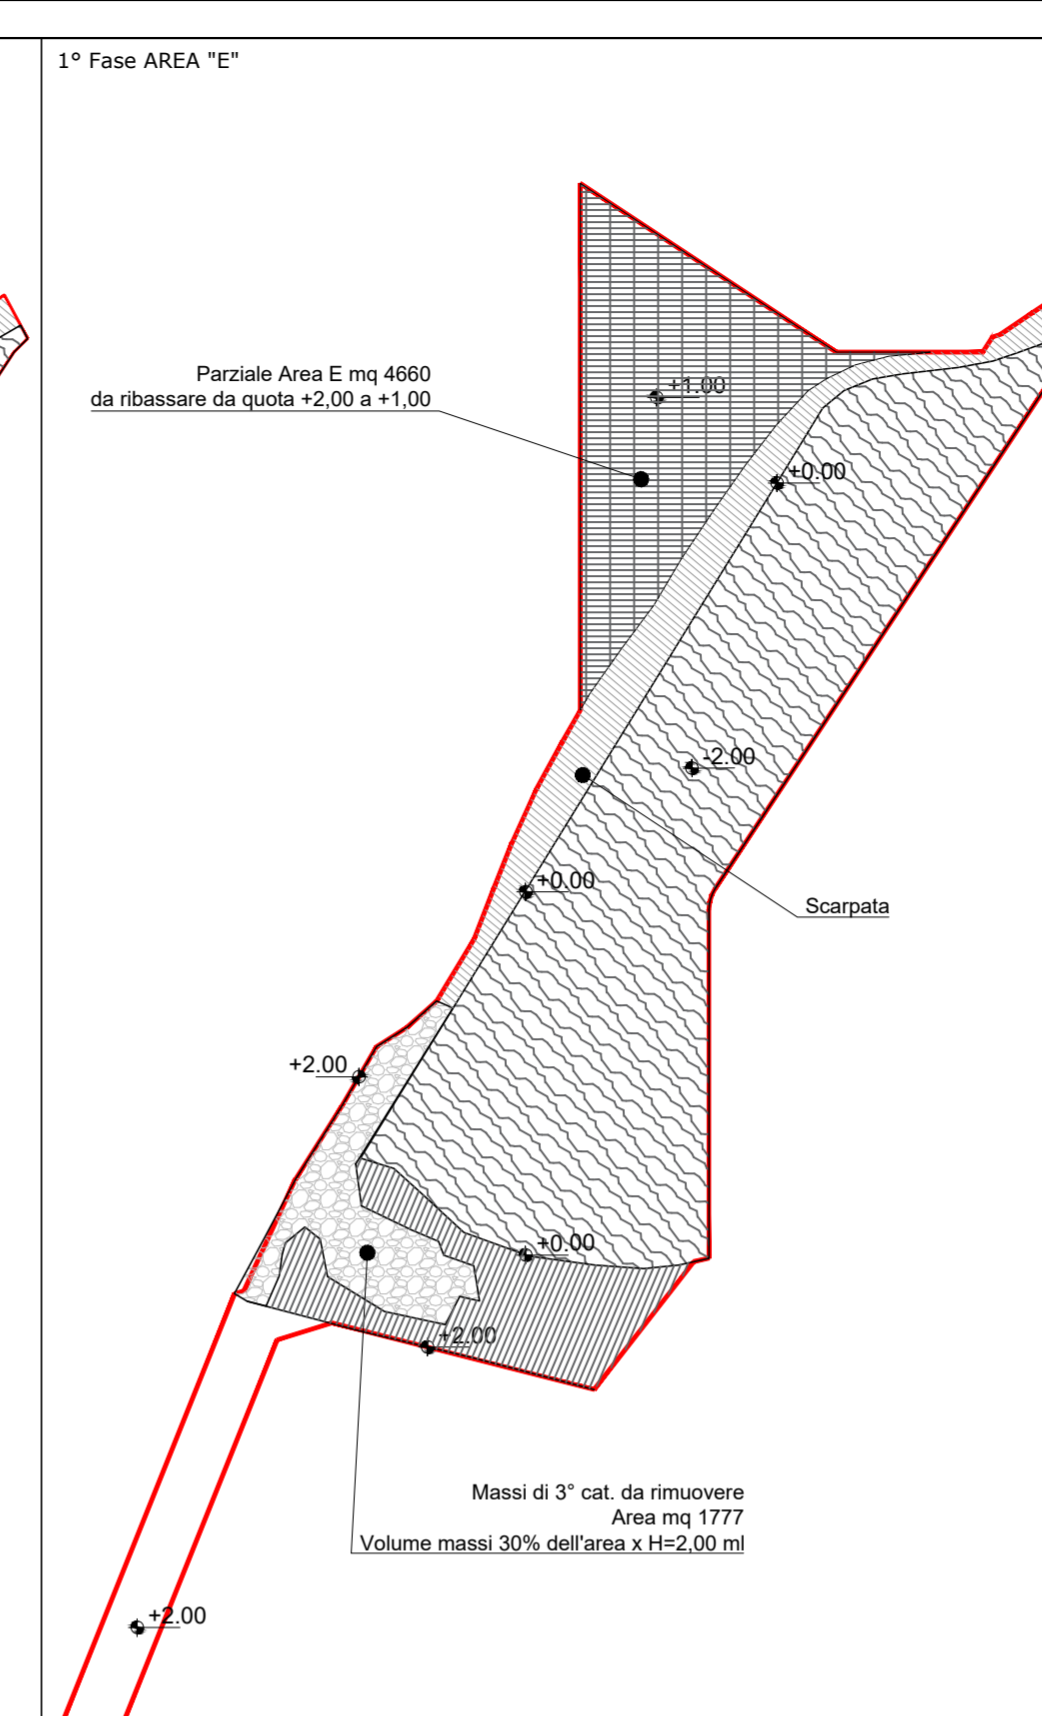 1° Fase AREA "E"
Parziale Area E mq 4660
da ribassare da quota +2,00 a +1,00
+1.00
+0.00
-2.00
+0.00
Scarpata
+2.00
+0.00
+2.00
Massi di 3° cat. da rimuovere
Area mq 1777
Volume massi 30% dell'area x H=2,00 ml
+2.00